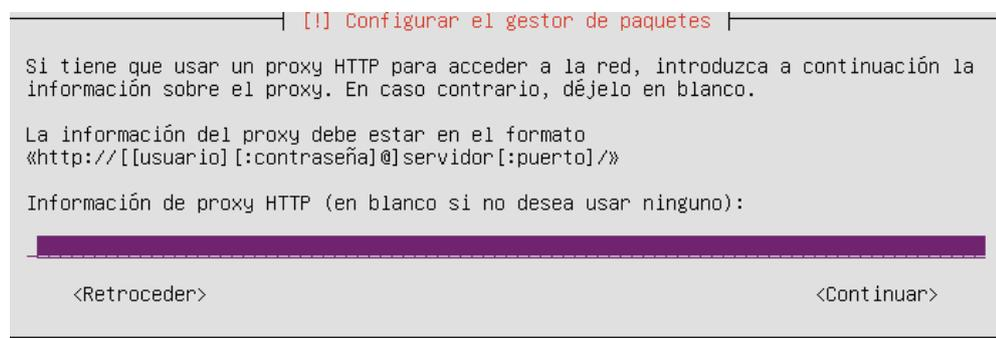 [!] Configurar el gestor de paquetes
Si tiene que usar un proxy HTTP para acceder a la red, introduzca a continuación la
información sobre el proxy. En caso contrario, déjelo en blanco.
La información del proxy debe estar en el formato
«http://[[usuario][:contraseña]@]servidor[:puerto]/»
Información de proxy HTTP (en blanco si no desea usar ninguno):
<Retroceder> <Continuar>